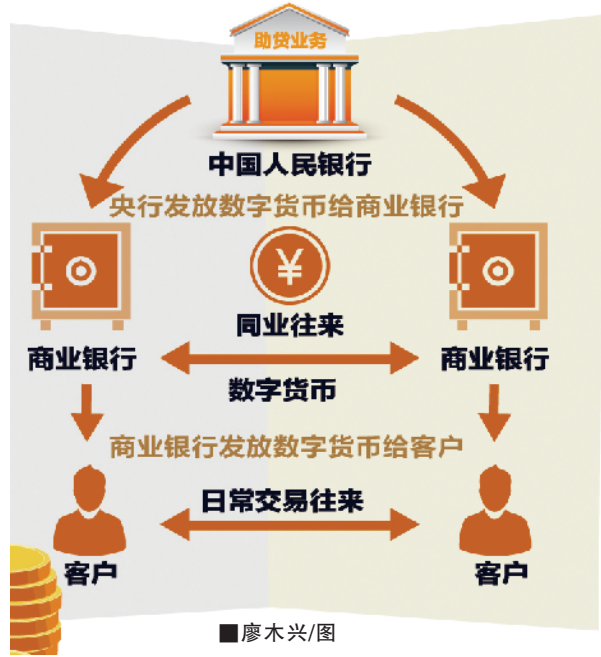 助贷业务
中国人民银行
央行发放数字货币给商业银行
¥
同业往来
商业银行
商业银行
数字货币
商业银行发放数字货币给客户
日常交易往来
客户
客户
■廖木兴/图